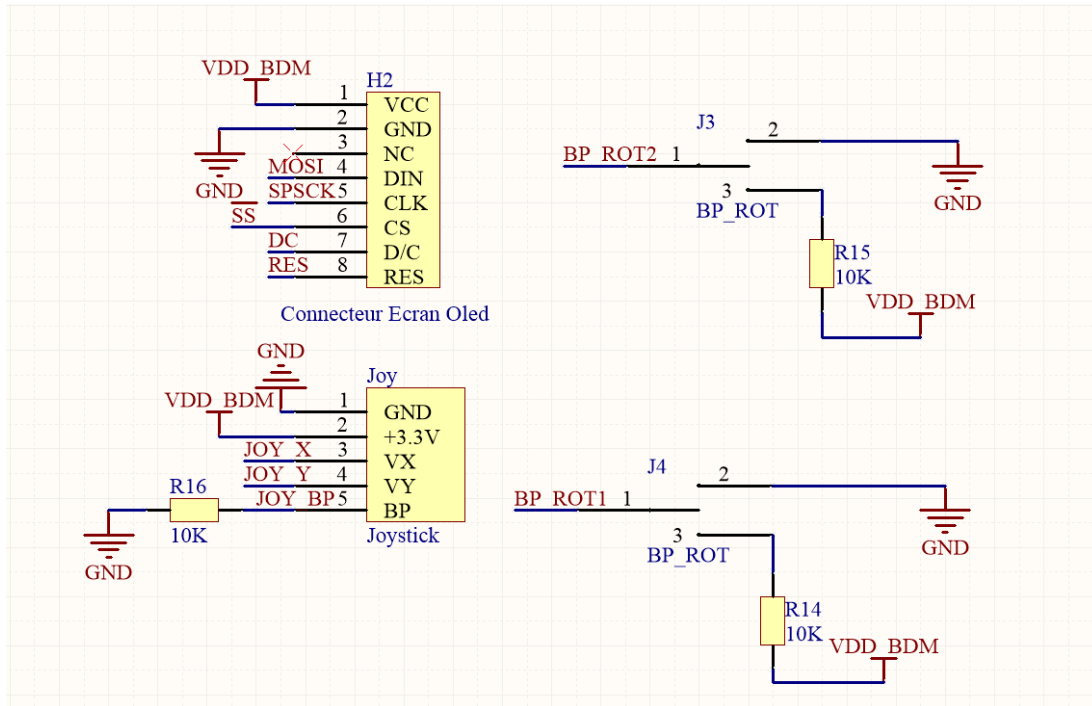 VDD_BDM
H2
1 VCC
2 GND
3 NC
MOSI 4 DIN
SPSCK 5 CLK
SS 6 CS
DC 7 D/C
RES 8 RES
GND
Connecteur Ecran Oled
J3
BP_ROT2 1
2
3
BP_ROT
GND
R15
10K
VDD_BDM
GND
Joy
VDD_BDM
1 GND
2 +3.3V
JOY_X 3 VX
JOY_Y 4 VY
JOY_BP 5 BP
R16
10K
GND
Joystick
J4
BP_ROT1 1
2
3
BP_ROT
GND
R14
10K
VDD_BDM